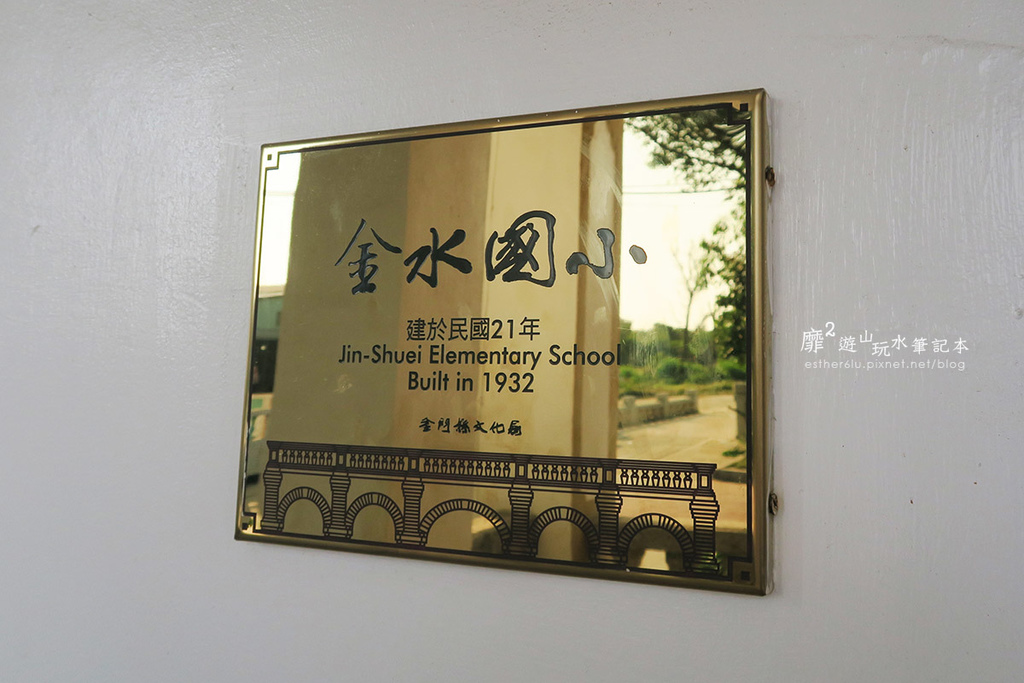 金水國小
建於民國21年
Jin-Shuei Elementary School
Built in 1932
金門縣文化局
靡2遊山玩水筆記本
esther6lu.pixnet.net/blog